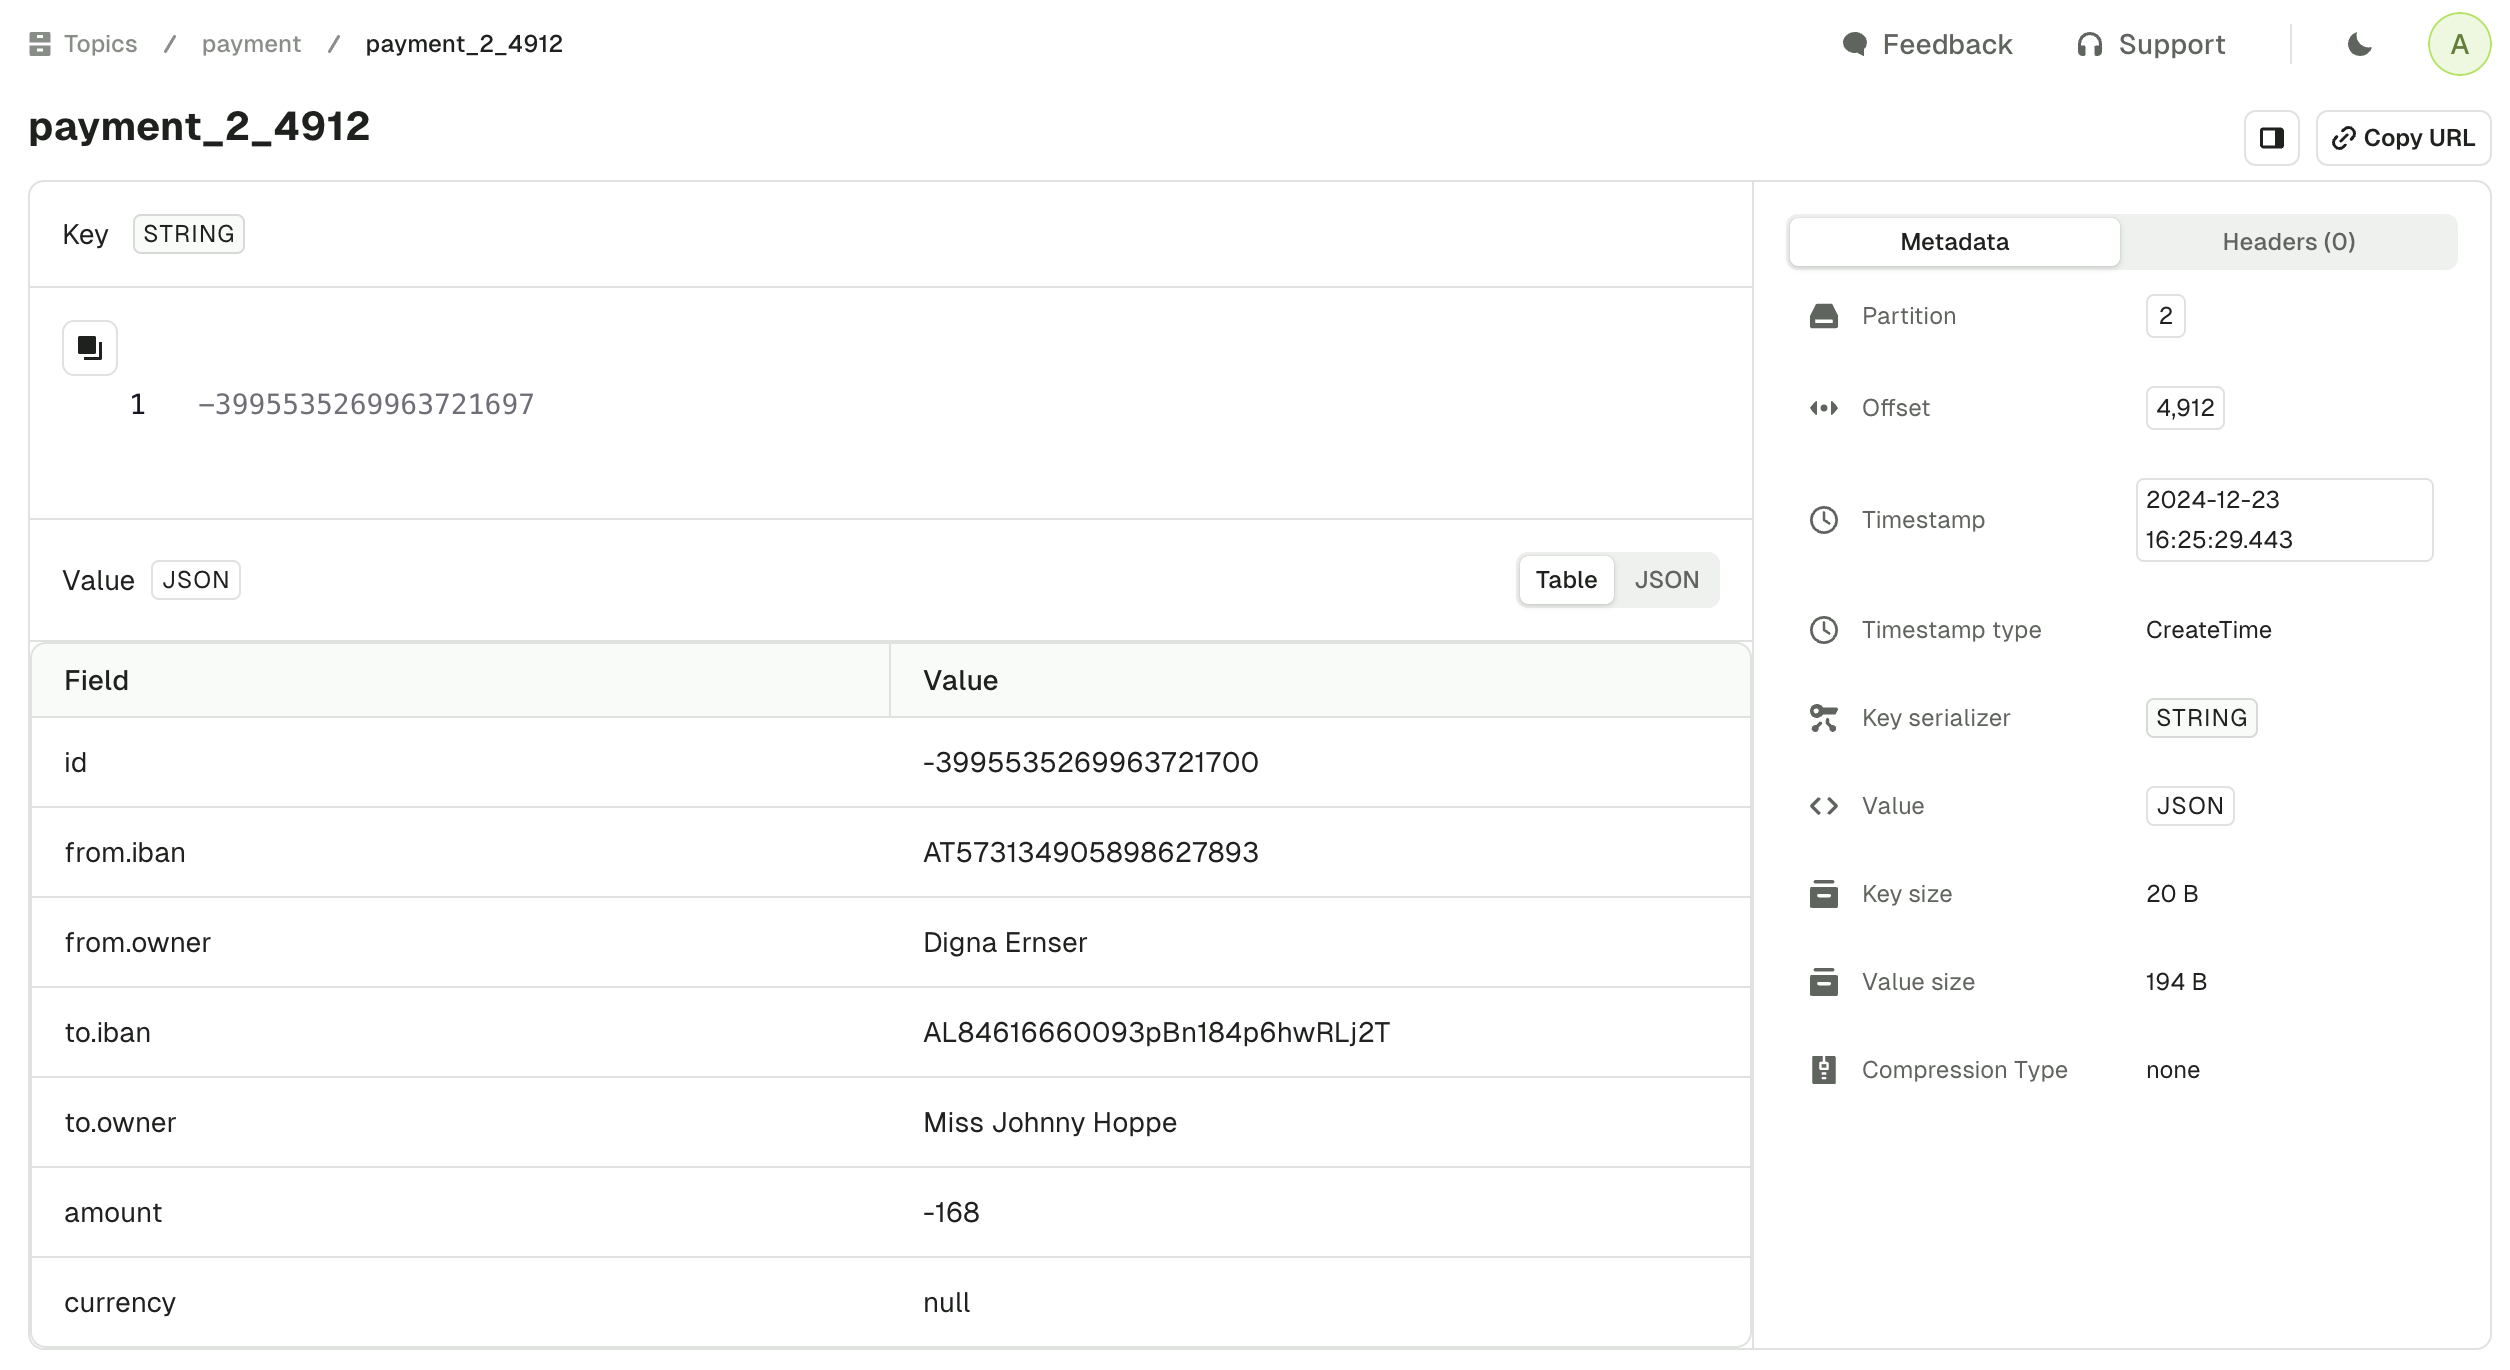 Topics / payment / payment_2_4912
Feedback
Support
A
payment_2_4912
Copy URL
Key STRING
1 -3995535269963721697
Value JSON
Table JSON
Field Value
id -3995535269963721700
from.iban AT573134905898627893
from.owner Digna Ernser
to.iban AL84616660093pBn184p6hwRLj2T
to.owner Miss Johnny Hoppe
amount -168
currency null
Metadata Headers (0)
Partition 2
Offset 4,912
Timestamp 2024-12-23
16:25:29.443
Timestamp type CreateTime
Key serializer STRING
Value JSON
Key size 20 B
Value size 194 B
Compression Type none